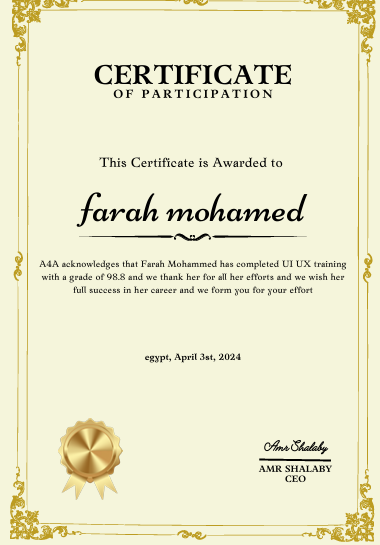 CERTIFICATE
OF PARTICIPATION
This Certificate is Awarded to
farah mohamed
A4A acknowledges that Farah Mohammed has completed UI UX training
with a grade of 98.8 and we thank her for all her efforts and we wish her
full success in her career and we form you for your effort
egypt, April 3st, 2024
Amr Shalaby
AMR SHALABY
CEO